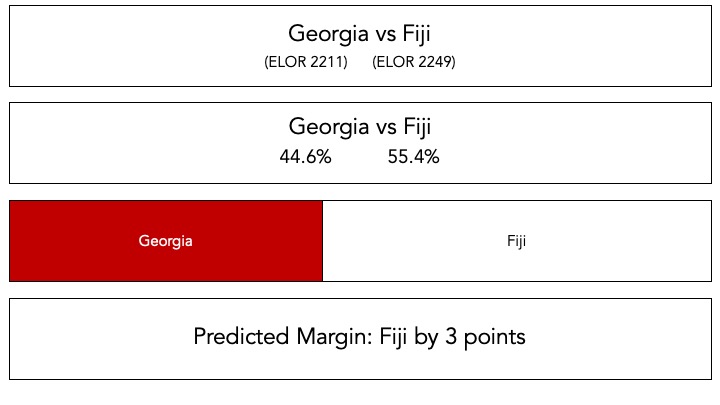 Georgia vs Fiji
(ELOR 2211) (ELOR 2249)
Georgia vs Fiji
44.6% 55.4%
Georgia Fiji
Predicted Margin: Fiji by 3 points